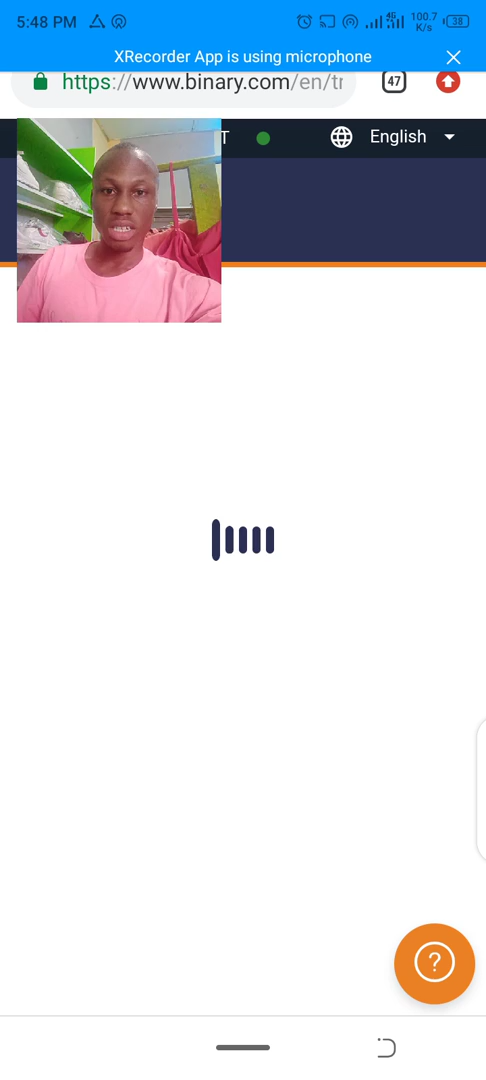 5:48 PM 4G 100.7 K/s 38
XRecorder App is using microphone
https://www.binary.com/en/tr 47
T English
?